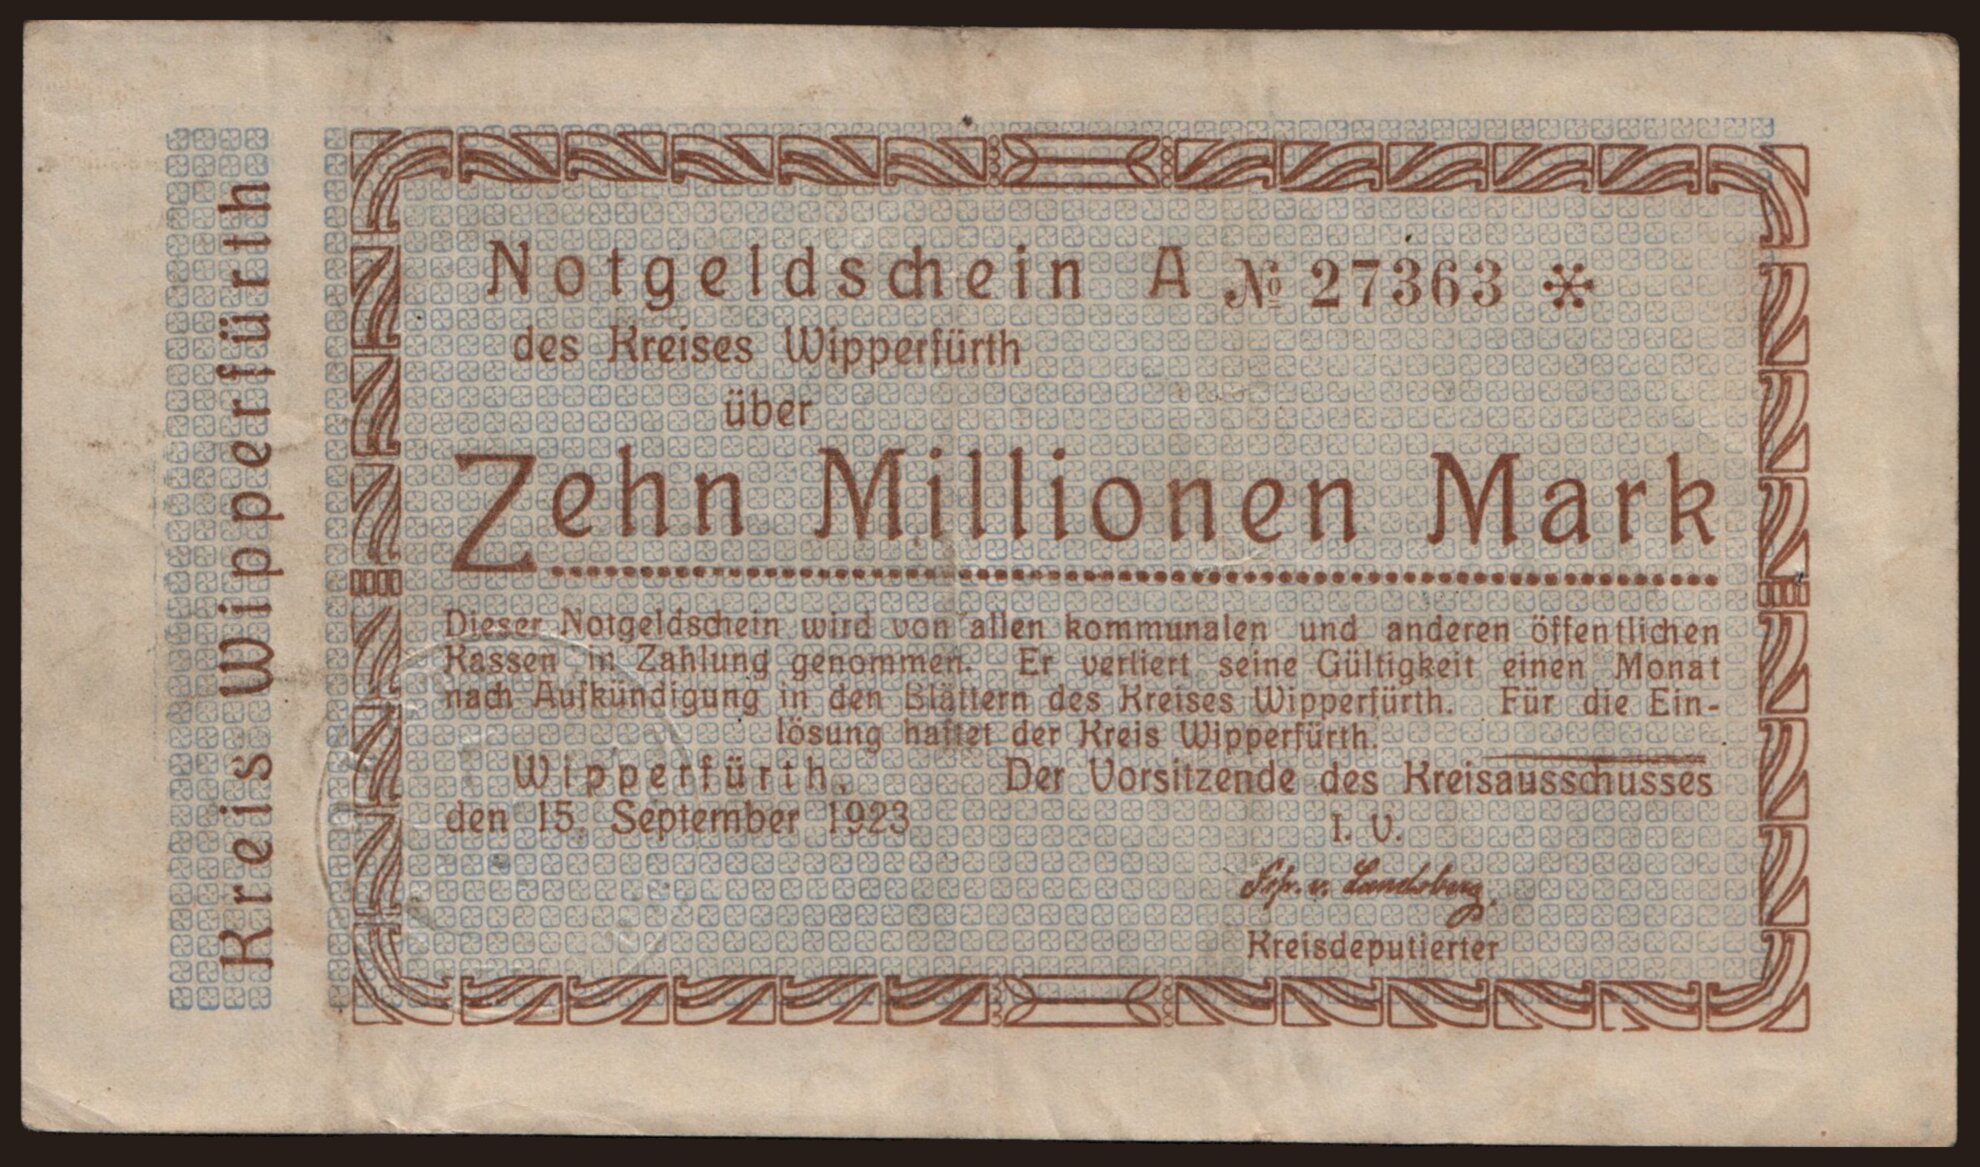 Kreis Wipperfürth
Notgeldschein A № 27363 *
des Kreises Wipperfürth
über
Zehn Millionen Mark
Dieser Notgeldschein wird von allen kommunalen und anderen öffentlichen
Kassen in Zahlung genommen. Er verliert seine Gültigkeit einen Monat
nach Aufkündigung in den Blättern des Kreises Wipperfürth. Für die Ein-
lösung haftet der Kreis Wipperfürth.
Wipperfürth, Der Vorsitzende des Kreisausschusses
den 15. September 1923
I. V.
Frhr. v. Landsberg.
Kreisdeputierter